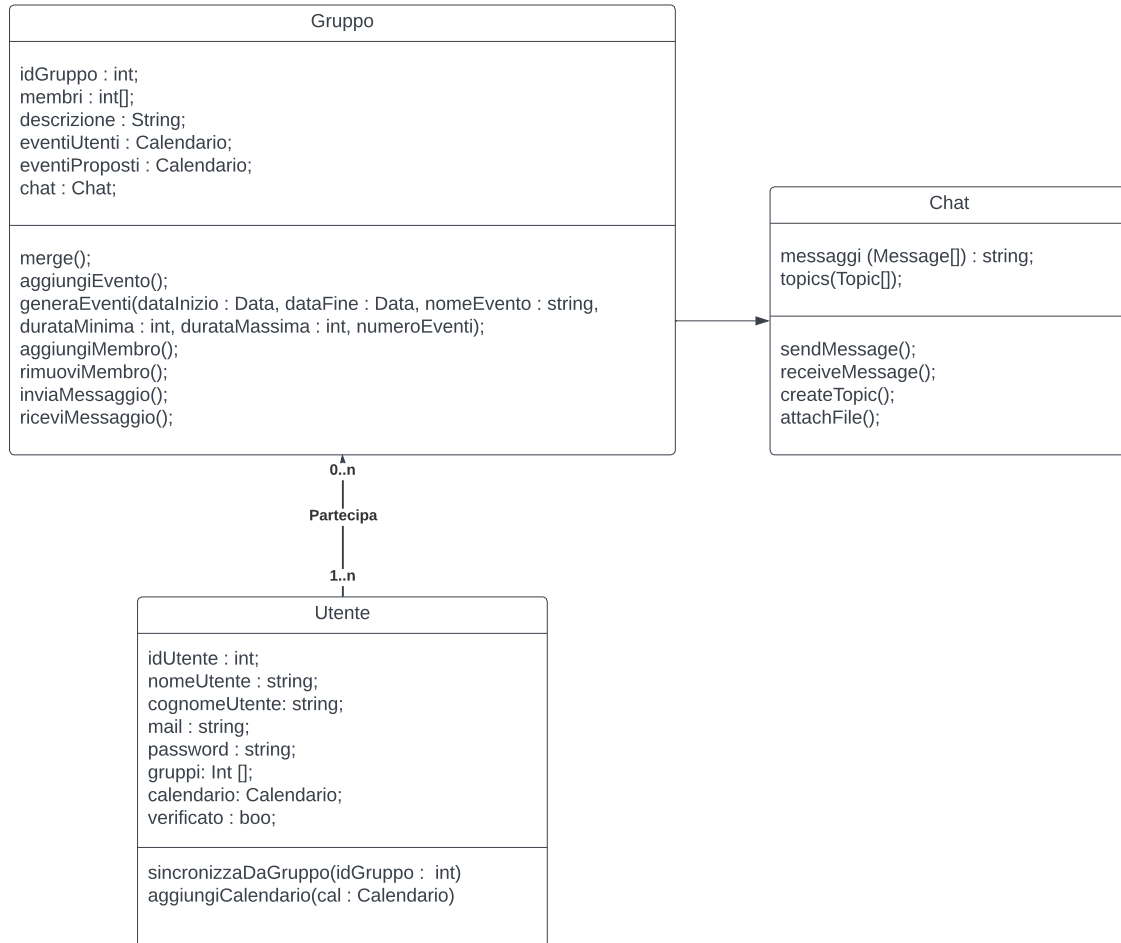 Gruppo
idGruppo : int;
membri : int[];
descrizione : String;
eventiUtenti : Calendario;
eventiProposti : Calendario;
chat : Chat;
merge();
aggiungiEvento();
generaEventi(dataInizio : Data, dataFine : Data, nomeEvento : string,
durataMinima : int, durataMassima : int, numeroEventi);
aggiungiMembro();
rimuoviMembro();
inviaMessaggio();
riceviMessaggio();
Chat
messaggi (Message[]) : string;
topics(Topic[]);
sendMessage();
receiveMessage();
createTopic();
attachFile();
0..n
Partecipa
1..n
Utente
idUtente : int;
nomeUtente : string;
cognomeUtente: string;
mail : string;
password : string;
gruppi: Int [];
calendario: Calendario;
verificato : boo;
sincronizzaDaGruppo(idGruppo :  int)
aggiungiCalendario(cal : Calendario)